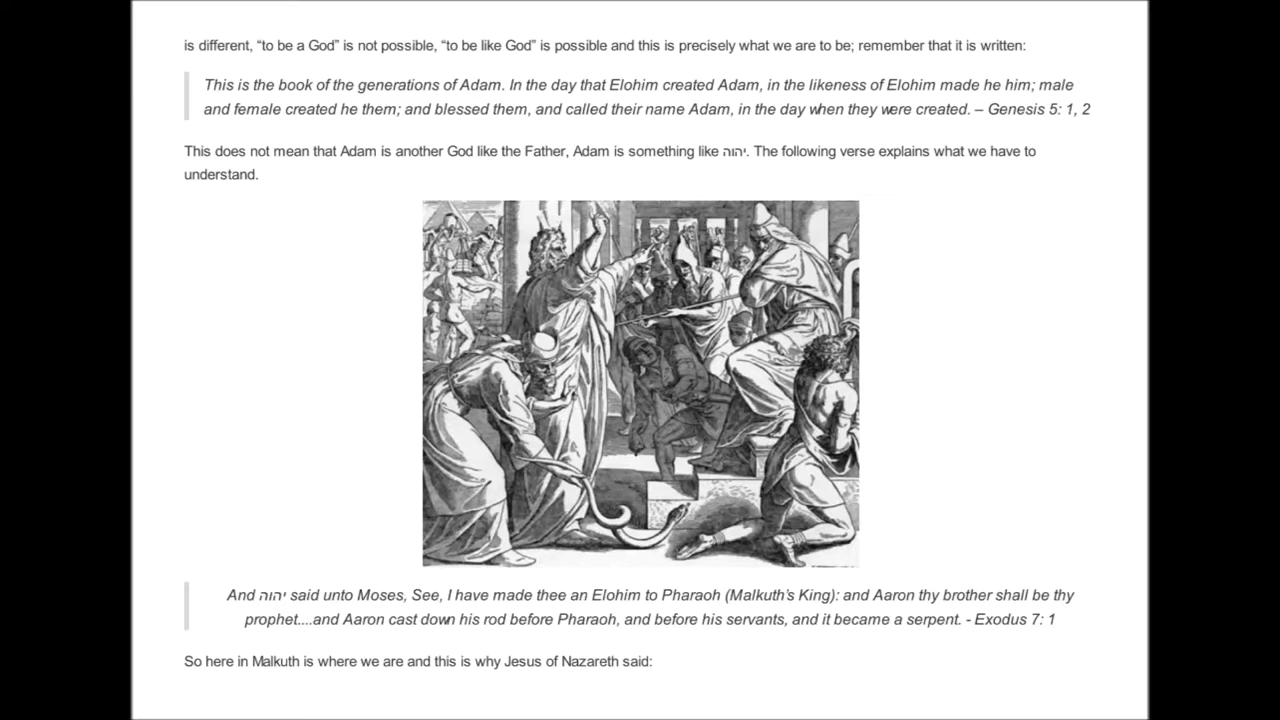 is different, “to be a God” is not possible, “to be like God” is possible and this is precisely what we are to be; remember that it is written:
This is the book of the generations of Adam. In the day that Elohim created Adam, in the likeness of Elohim made he him; male
and female created he them; and blessed them, and called their name Adam, in the day when they were created. – Genesis 5: 1, 2
This does not mean that Adam is another God like the Father, Adam is something like יהוה. The following verse explains what we have to
understand.
And יהוה said unto Moses, See, I have made thee an Elohim to Pharaoh (Malkuth’s King): and Aaron thy brother shall be thy
prophet....and Aaron cast down his rod before Pharaoh, and before his servants, and it became a serpent. - Exodus 7: 1
So here in Malkuth is where we are and this is why Jesus of Nazareth said: